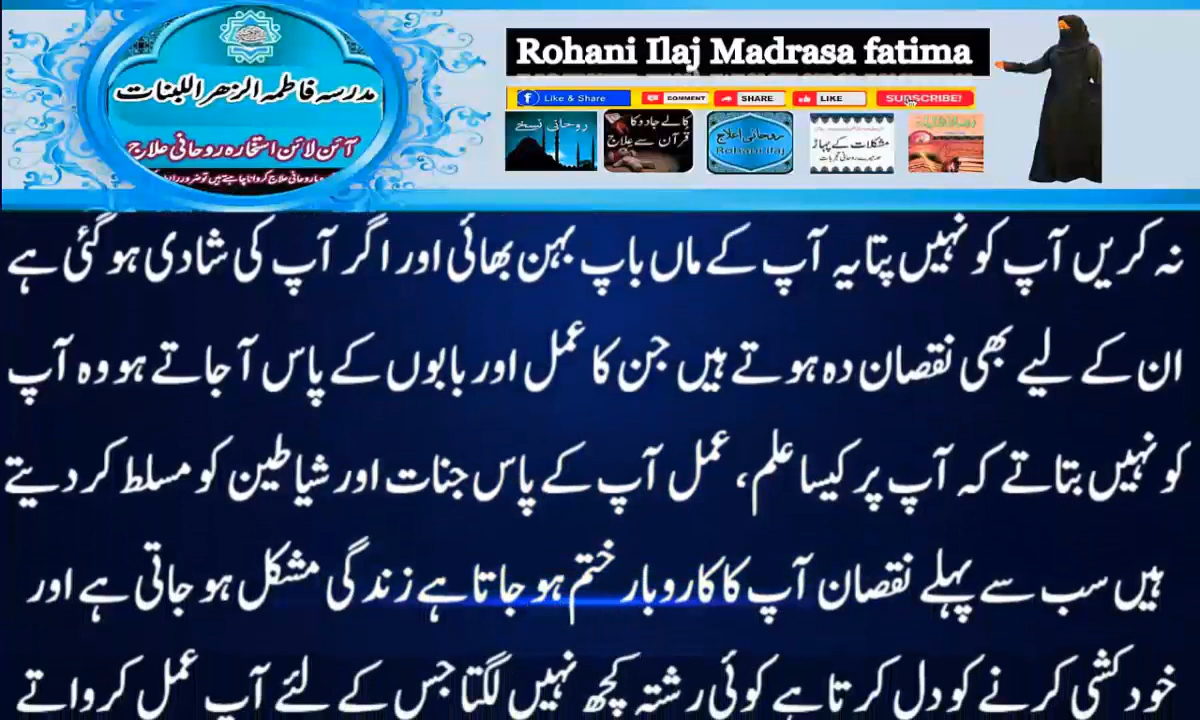 مدرسہ فاطمہ الزھرا للبنات
آئن لائن استخارہ روحانی علاج
Rohani Ilaj Madrasa fatima
Like & Share
COMMENT
SHARE
LIKE
SUBSCRIBE!
روحانی نسخے
کالے جادو کا
قرآن سے علاج
روحانی علاج
Rohani Ilaj
مشکلات کے پہاڑ
نہ کریں آپ کو نہیں پتا یہ آپ کے ماں باپ بہن بھائی اور اگر آپ کی شادی ہو گئی ہے
ان کے لیے بھی نقصان دہ ہوتے ہیں جن کا عمل اور بابوں کے پاس آ جاتے ہو وہ آپ
کو نہیں بتاتے کہ آپ پر کیسا علم، عمل آپ کے پاس جنات اور شیاطین کو مسلط کر دیتے
ہیں سب سے پہلے نقصان آپ کا کاروبار ختم ہو جاتا ہے زندگی مشکل ہو جاتی ہے اور
خودکشی کرنے کو دل کرتا ہے کوئی رشتہ کچھ نہیں لگتا جس کے لئے آپ عمل کرواتے